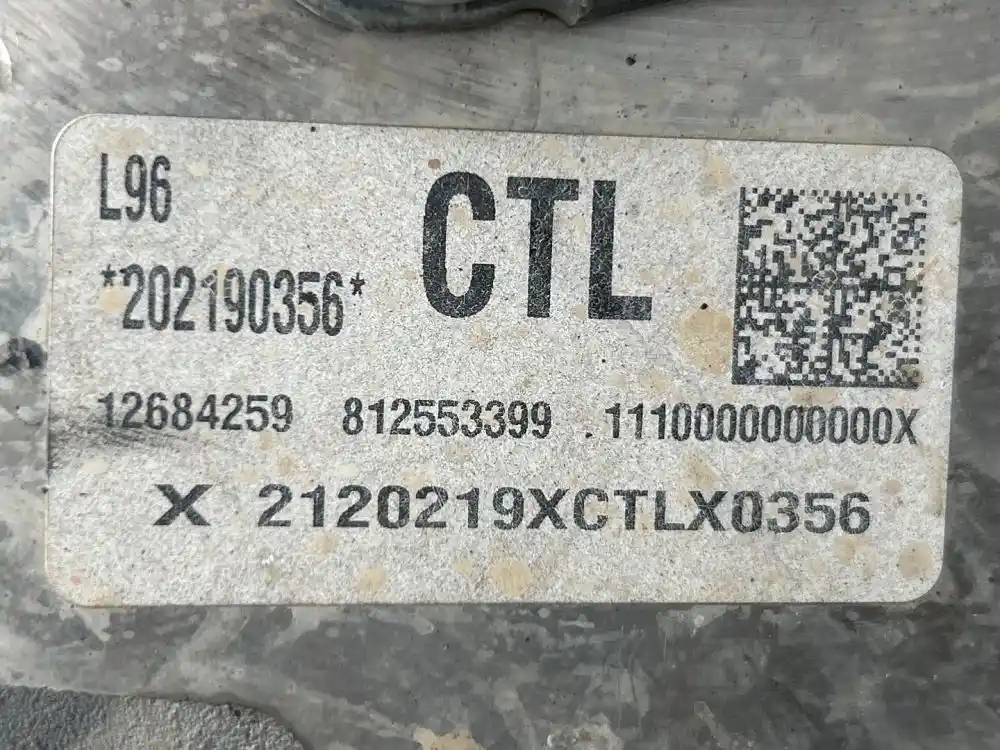 L96
CTL
*202190356*
12684259 812553399 1110000000000X
X 2120219XCTLX0356